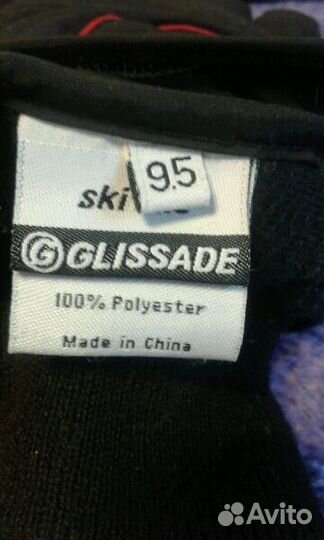 9.5
ski
GLISSADE
100% Polyester
Made in China
Avito